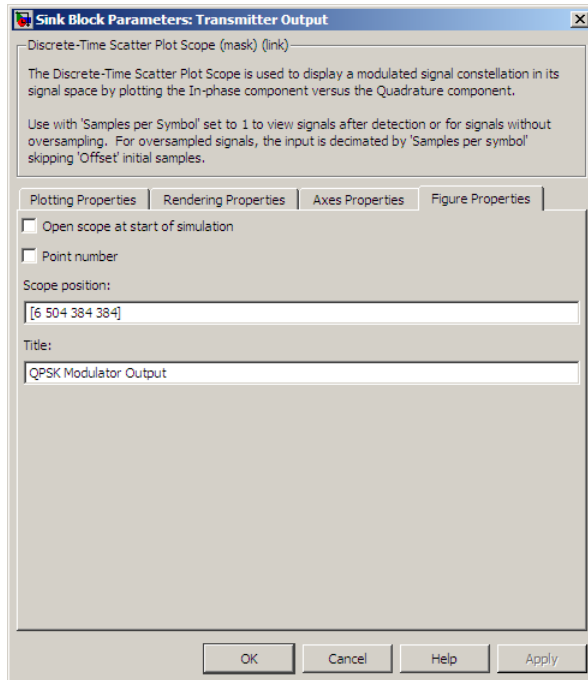 Sink Block Parameters: Transmitter Output
Discrete-Time Scatter Plot Scope (mask) (link)
The Discrete-Time Scatter Plot Scope is used to display a modulated signal constellation in its
signal space by plotting the In-phase component versus the Quadrature component.
Use with 'Samples per Symbol' set to 1 to view signals after detection or for signals without
oversampling. For oversampled signals, the input is decimated by 'Samples per symbol'
skipping 'Offset' initial samples.
Plotting Properties Rendering Properties Axes Properties Figure Properties
Open scope at start of simulation
Point number
Scope position:
[6 504 384 384]
Title:
QPSK Modulator Output
OK Cancel Help Apply